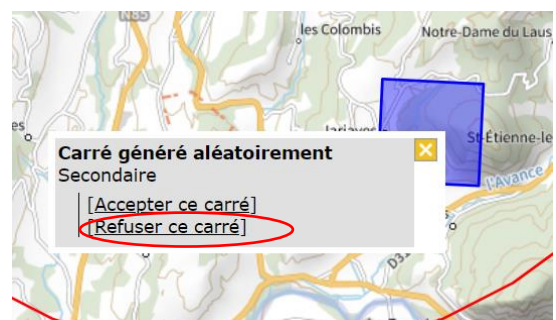 N85
les Colombis
Notre-Dame du Laus
Carré généré aléatoirement
Secondaire
[Accepter ce carré]
[Refuser ce carré]
St-Étienne-le
l'Avance